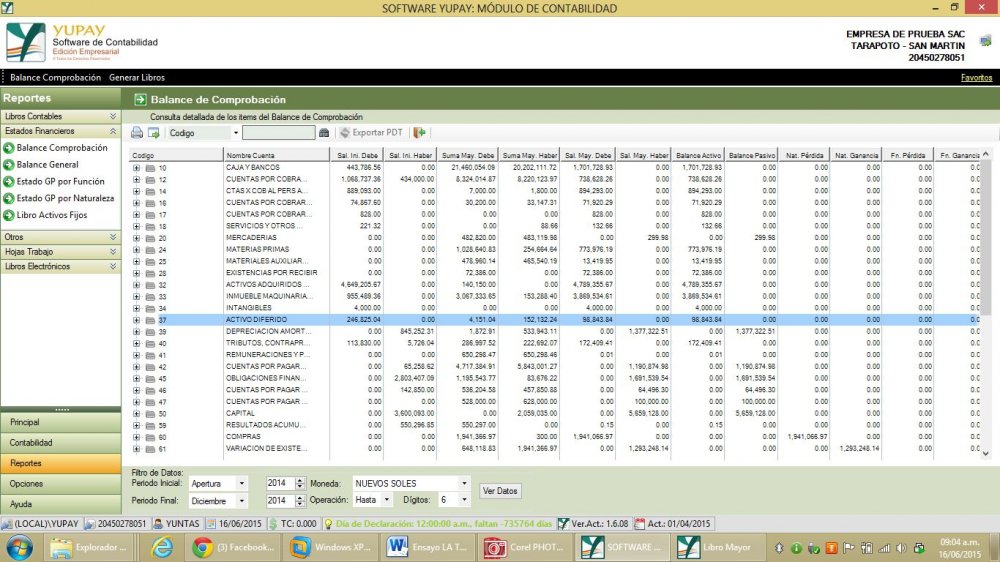 SOFTWARE YUPAY: MÓDULO DE CONTABILIDAD
YUPAY
Software de Contabilidad
Edición Empresarial
EMPRESA DE PRUEBA SAC
TARAPOTO - SAN MARTIN
20450278051
Balance Comprobación Generar Libros Favoritos
Reportes
Libros Contables
Estados Financieros
Balance Comprobación
Balance General
Estado GP por Función
Estado GP por Naturaleza
Libro Activos Fijos
Otros
Hojas Trabajo
Libros Electrónicos
Principal
Contabilidad
Reportes
Opciones
Ayuda
Balance de Comprobación
Consulta detallada de los items del Balance de Comprobación
Codigo Exportar PDT
Codigo Nombre Cuenta Sal. Ini. Debe Sal. Ini. Haber Suma May. Debe Suma May. Haber Sal. May. Debe Sal. May. Haber Balance Activo Balance Pasivo Nat. Pérdida Nat. Ganancia Fn. Pérdida Fn. Ganancia
10 CAJA Y BANCOS 443,786.56 0.00 21,460,054.09 20,202,111.72 1,701,728.93 0.00 1,701,728.93 0.00 0.00 0.00 0.00 0.0
12 CUENTAS POR COBRA... 1,068,737.36 434,000.00 8,324,014.87 8,220,123.97 738,628.26 0.00 738,628.26 0.00 0.00 0.00 0.00 0.0
14 CTAS X COB AL PERS A... 889,093.00 0.00 7,000.00 1,800.00 894,293.00 0.00 894,293.00 0.00 0.00 0.00 0.00 0.0
16 CUENTAS POR COBRAR... 74,867.60 0.00 30,200.00 33,147.31 71,920.29 0.00 71,920.29 0.00 0.00 0.00 0.00 0.0
17 CUENTAS POR COBRAR... 828.00 0.00 0.00 0.00 828.00 0.00 828.00 0.00 0.00 0.00 0.00 0.0
18 SERVICIOS Y OTROS ... 221.32 0.00 0.00 88.66 132.66 0.00 132.66 0.00 0.00 0.00 0.00 0.0
20 MERCADERIAS 0.00 0.00 482,820.00 483,119.98 0.00 299.98 0.00 299.98 0.00 0.00 0.00 0.0
24 MATERIAS PRIMAS 0.00 0.00 1,028,640.83 254,664.64 773,976.19 0.00 773,976.19 0.00 0.00 0.00 0.00 0.0
25 MATERIALES AUXILIAR... 0.00 0.00 478,960.14 465,540.19 13,419.95 0.00 13,419.95 0.00 0.00 0.00 0.00 0.0
28 EXISTENCIAS POR RECIBIR 0.00 0.00 72,386.00 0.00 72,386.00 0.00 72,386.00 0.00 0.00 0.00 0.00 0.0
32 ACTIVOS ADQUIRIDOS ... 4,649,205.67 0.00 140,150.00 0.00 4,789,355.67 0.00 4,789,355.67 0.00 0.00 0.00 0.00 0.0
33 INMUEBLE MAQUINARIA... 955,489.36 0.00 3,067,333.65 153,288.40 3,869,534.61 0.00 3,869,534.61 0.00 0.00 0.00 0.00 0.0
34 INTANGIBLES 0.00 0.00 4,000.00 0.00 4,000.00 0.00 4,000.00 0.00 0.00 0.00 0.00 0.0
37 ACTIVO DIFERIDO 246,825.04 0.00 4,151.04 152,132.24 98,843.84 0.00 98,843.84 0.00 0.00 0.00 0.00 0.0
39 DEPRECIACION AMORT... 0.00 845,252.31 1,872.91 533,943.11 0.00 1,377,322.51 0.00 1,377,322.51 0.00 0.00 0.00 0.0
40 TRIBUTOS, CONTRAPR... 113,830.00 5,726.04 286,997.52 222,692.07 172,409.41 0.00 172,409.41 0.00 0.00 0.00 0.00 0.0
41 REMUNERACIONES Y P... 0.00 0.00 650,298.47 650,298.46 0.01 0.00 0.01 0.00 0.00 0.00 0.00 0.0
42 CUENTAS POR PAGAR... 0.00 65,258.62 4,717,384.91 5,843,001.27 0.00 1,190,874.98 0.00 1,190,874.98 0.00 0.00 0.00 0.0
45 OBLIGACIONES FINAN... 0.00 2,803,407.09 1,195,543.77 83,676.22 0.00 1,691,539.54 0.00 1,691,539.54 0.00 0.00 0.00 0.0
46 CUENTAS POR PAGAR ... 0.00 142,850.00 536,204.58 457,850.88 0.00 64,496.30 0.00 64,496.30 0.00 0.00 0.00 0.0
47 CUENTAS POR PAGAR ... 0.00 0.00 528,000.00 628,000.00 0.00 100,000.00 0.00 100,000.00 0.00 0.00 0.00 0.0
50 CAPITAL 0.00 3,600,093.00 0.00 2,059,035.00 0.00 5,659,128.00 0.00 5,659,128.00 0.00 0.00 0.00 0.0
59 RESULTADOS ACUMU... 0.00 550,296.85 550,297.00 0.00 0.15 0.00 0.15 0.00 0.00 0.00 0.00 0.0
60 COMPRAS 0.00 0.00 1,941,366.97 300.00 1,941,066.97 0.00 0.00 0.00 1,941,066.97 0.00 0.00 0.0
61 VARIACION DE EXISTE... 0.00 0.00 648,118.83 1,941,366.97 0.00 1,293,248.14 0.00 0.00 0.00 1,293,248.14 0.00 0.0
Filtro de Datos:
Periodo Inicial: Apertura 2014 Moneda: NUEVOS SOLES
Ver Datos
Periodo Final: Diciembre 2014 Operación: Hasta Dígitos: 6
(LOCAL)\YUPAY 20450278051 YUNTAS 16/06/2015 TC: 0.000 Día de Declaración: 12:00:00 a.m., faltan -735764 días Ver.Act.: 1.6.08 Act.: 01/04/2015
Explorador ... (3) Facebook... Windows XP... Ensayo LA T... Corel PHOT... SOFTWARE ... Libro Mayor
09:04 a.m.
16/06/2015